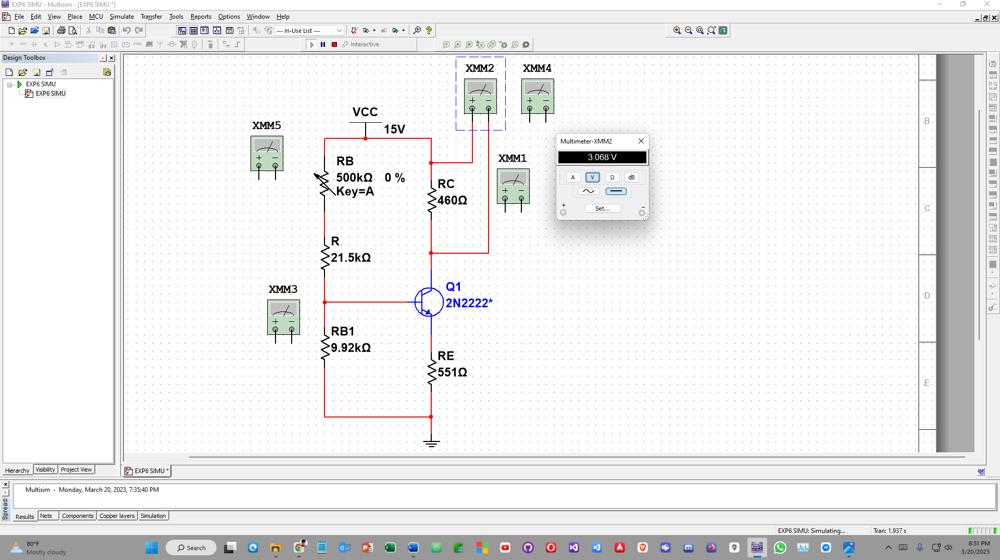 EXP6 SIMU - Multisim - [EXP6 SIMU *]
File Edit View Place MCU Simulate Transfer Tools Reports Options Window Help
--- In-Use List ---
Interactive
Design Toolbox
EXP6 SIMU
EXP6 SIMU
XMM2
XMM4
VCC
15V
XMM5
XMM1
Multimeter-XMM2
3.068 V
A V Ω dB
Set...
+ −
RB
500kΩ 0 %
Key=A
RC
460Ω
R
21.5kΩ
XMM3
Q1
2N2222*
RB1
9.92kΩ
RE
551Ω
B
C
D
E
Hierarchy Visibility Project View
EXP6 SIMU *
Multisim - Monday, March 20, 2023, 7:35:40 PM
Spread:
Results Nets Components Copper layers Simulation
EXP6 SIMU: Simulating... Tran: 1.937 s
80°F
Mostly cloudy
Search
8:51 PM
3/20/2023